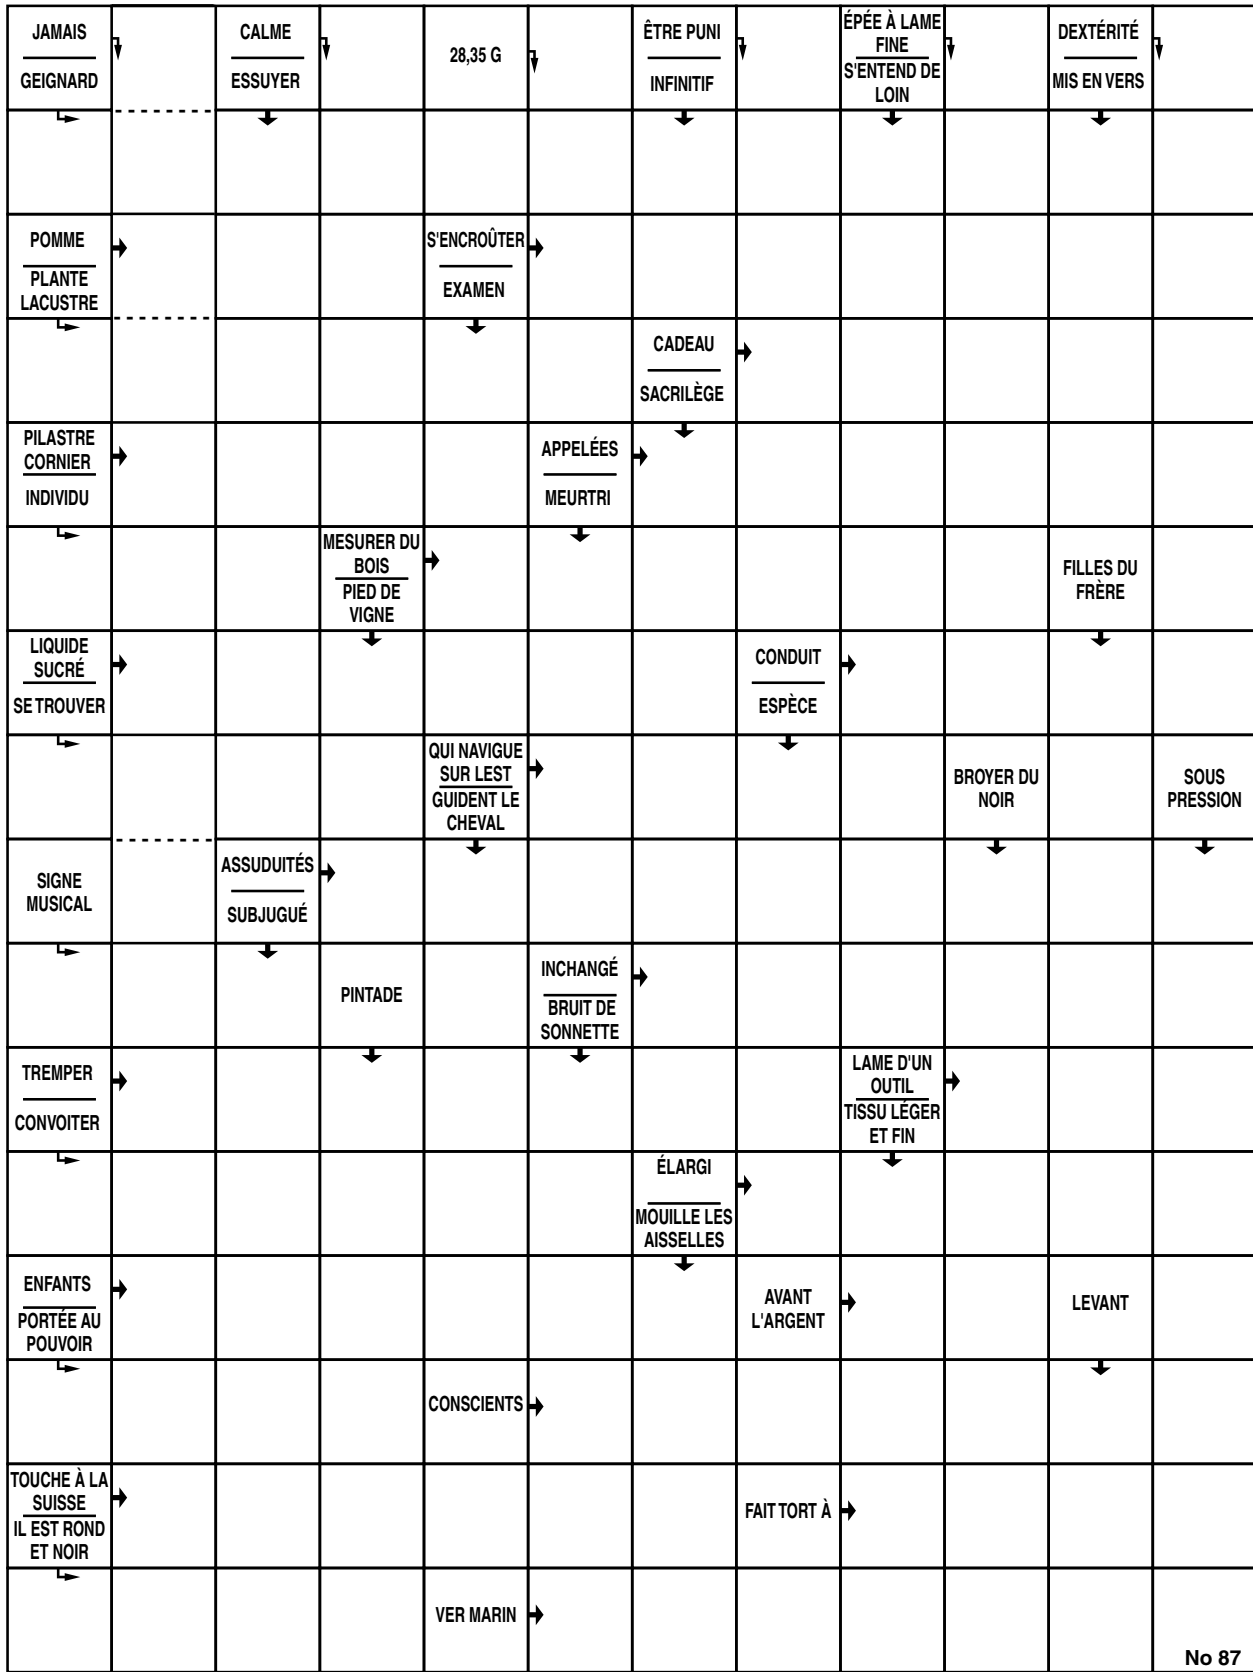 JAMAIS
GEIGNARD
CALME
ESSUYER
28,35 G
ÊTRE PUNI
INFINITIF
ÉPÉE À LAME
FINE
S'ENTEND DE
LOIN
DEXTÉRITÉ
MIS EN VERS
POMME
PLANTE
LACUSTRE
S'ENCROÛTER
EXAMEN
CADEAU
SACRILÈGE
PILASTRE
CORNIER
INDIVIDU
APPELÉES
MEURTRI
MESURER DU
BOIS
PIED DE
VIGNE
FILLES DU
FRÈRE
LIQUIDE
SUCRÉ
SE TROUVER
CONDUIT
ESPÈCE
QUI NAVIGUE
SUR LEST
GUIDENT LE
CHEVAL
BROYER DU
NOIR
SOUS
PRESSION
SIGNE
MUSICAL
ASSUDUITÉS
SUBJUGUÉ
PINTADE
INCHANGÉ
BRUIT DE
SONNETTE
TREMPER
CONVOITER
LAME D'UN
OUTIL
TISSU LÉGER
ET FIN
ÉLARGI
MOUILLE LES
AISSELLES
ENFANTS
PORTÉE AU
POUVOIR
AVANT
L'ARGENT
LEVANT
CONSCIENTS
TOUCHE À LA
SUISSE
IL EST ROND
ET NOIR
FAIT TORT À
VER MARIN
No 87